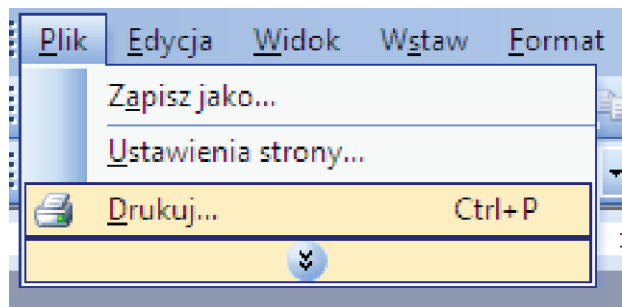 Plik Edycja Widok Wstaw Format
Zapisz jako...
Ustawienia strony...
Drukuj... Ctrl+P